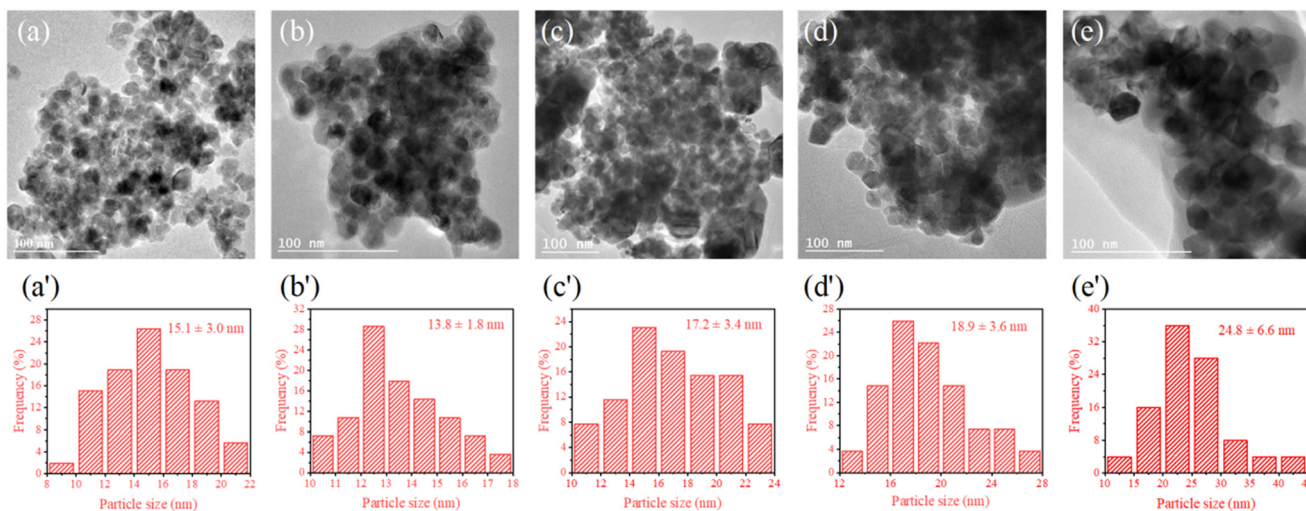 (a) (b) (c) (d) (e)
100 nm 100 nm 100 nm 100 nm 100 nm
(a') (b') (c') (d') (e')
15.1 ± 3.0 nm
Frequency (%)
28
24
20
16
12
8
4
0
8 10 12 14 16 18 20 22
Particle size (nm)
13.8 ± 1.8 nm
Frequency (%)
32
28
24
20
16
12
8
4
0
10 11 12 13 14 15 16 17 18
Particle size (nm)
17.2 ± 3.4 nm
Frequency (%)
24
20
16
12
8
4
0
10 12 14 16 18 20 22 24
Particle size (nm)
18.9 ± 3.6 nm
Frequency (%)
28
24
20
16
12
8
4
0
12 16 20 24 28
Particle size (nm)
24.8 ± 6.6 nm
Frequency (%)
40
36
28
16
8
4
0
10 15 20 25 30 35 40
Particle size (nm)